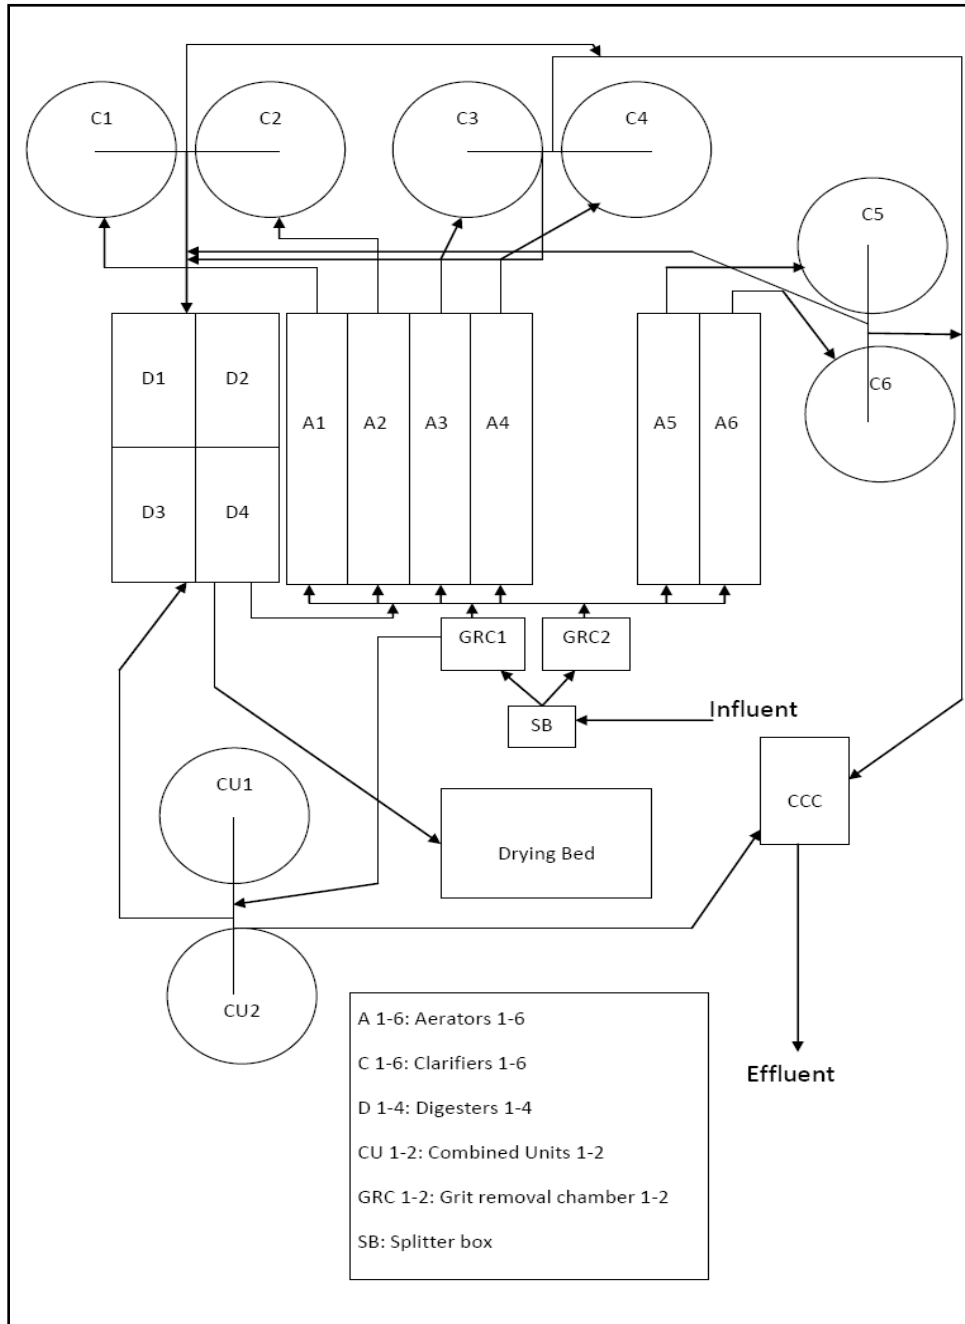 C1
C2
C3
C4
C5
C6
D1
D2
A1
A2
A3
A4
A5
A6
D3
D4
GRC1
GRC2
Influent
SB
CU1
CCC
Drying Bed
CU2
A 1-6: Aerators 1-6
C 1-6: Clarifiers 1-6
D 1-4: Digesters 1-4
CU 1-2: Combined Units 1-2
GRC 1-2: Grit removal chamber 1-2
SB: Splitter box
Effluent